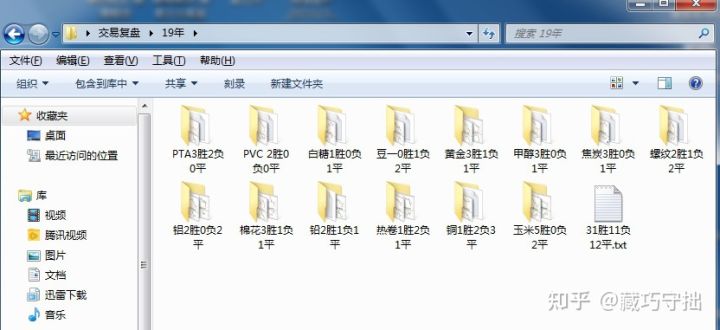 交易复盘 19年
搜索 19年
文件(F) 编辑(E) 查看(V) 工具(T) 帮助(H)
组织 包含到库中 共享 刻录 新建文件夹
收藏夹
桌面
最近访问的位置
库
视频
腾讯视频
图片
文档
迅雷下载
音乐
PTA3胜2负
0平
PVC 2胜0
负0平
白糖1胜0负
1平
豆一0胜1负
2平
黄金3胜1负
1平
甲醇3胜0负
1平
焦炭3胜0负
1平
螺纹2胜1负
2平
铝2胜0负2
平
棉花3胜1负
1平
铅2胜1负1
平
热卷1胜2负
1平
铜1胜2负3
平
玉米5胜0负
2平
31胜11负
12平.txt
知乎 @藏巧守拙